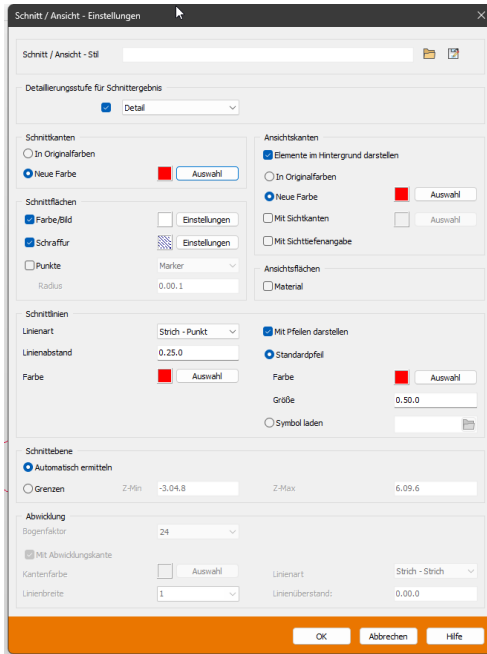 Schnitt / Ansicht - Einstellungen
Schnitt / Ansicht - Stil
Detaillierungsstufe für Schnittergebnis
Detail
Schnittkanten
In Originalfarben
Neue Farbe
Auswahl
Ansichtskanten
Elemente im Hintergrund darstellen
In Originalfarben
Neue Farbe
Auswahl
Mit Sichtkanten
Auswahl
Mit Sichttiefenangabe
Schnittflächen
Farbe/Bild
Einstellungen
Schraffur
Einstellungen
Punkte
Marker
Radius
0.00.1
Ansichtsflächen
Material
Schnittlinien
Linienart
Strich - Punkt
Linienabstand
0.25.0
Farbe
Auswahl
Mit Pfeilen darstellen
Standardpfeil
Farbe
Auswahl
Größe
0.50.0
Symbol laden
Schnittebene
Automatisch ermitteln
Grenzen
Z-Min
-3.04.8
Z-Max
6.09.6
Abwicklung
Bogenfaktor
24
Mit Abwicklungskante
Kantenfarbe
Auswahl
Linienart
Strich - Strich
Linienbreite
1
Linienüberstand:
0.00.0
OK
Abbrechen
Hilfe